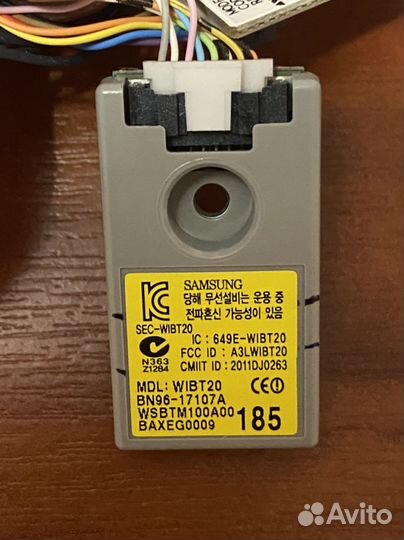 SAMSUNG
당해 무선설비는 운용 중
전파혼신 가능성이 있음
SEC-WIBT20
IC : 649E-WIBT20
FCC ID : A3LWIBT20
CMIIT ID : 2011DJ0263
N363
Z1284
MDL: WIBT20
CE
BN96-17107A
WSBTM100A00
BAXEG0009
185
Avito